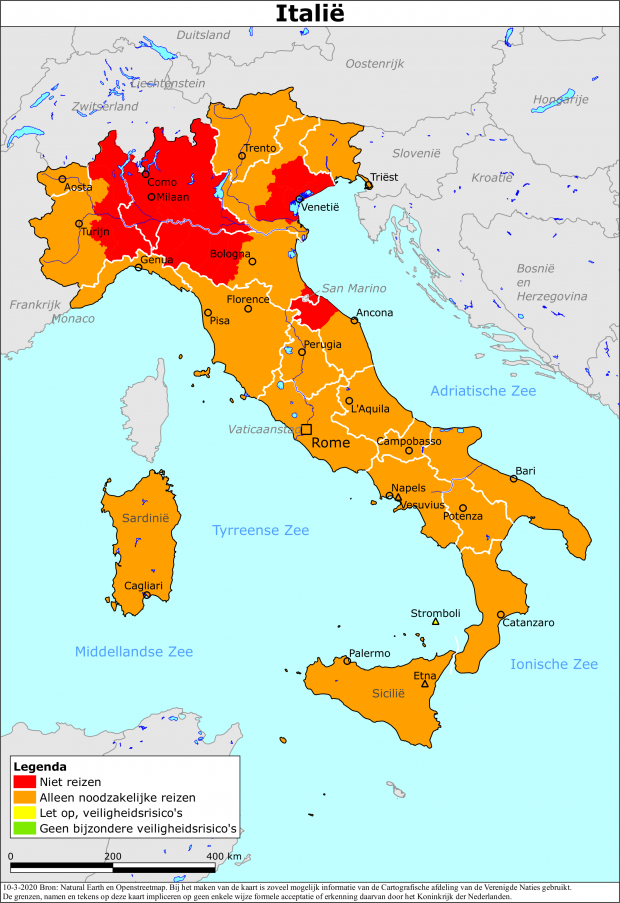 Italië
Duitsland
Oostenrijk
Liechtenstein
Zwitserland
Hongarije
Trento
Slovenië
Como
Aosta
Triëst
Kroatië
Milaan
Venetië
Turijn
Bologna
Genua
Bosnië
en
Herzegovina
San Marino
Frankrijk
Monaco
Florence
Pisa
Ancona
Perugia
Adriatische Zee
L'Aquila
Vaticaanstad
Rome
Campobasso
Bari
Napels
Vesuvius
Potenza
Sardinië
Tyrreense Zee
Cagliari
Stromboli
Catanzaro
Middellandse Zee
Palermo
Ionische Zee
Etna
Sicilië
Legenda
Niet reizen
Alleen noodzakelijke reizen
Let op, veiligheidsrisico's
Geen bijzondere veiligheidsrisico's
0 200 400 km
10-3-2020 Bron: Natural Earth en Openstreetmap. Bij het maken van de kaart is zoveel mogelijk informatie van de Cartografische afdeling van de Verenigde Naties gebruikt.
De grenzen, namen en tekens op deze kaart impliceren op geen enkele wijze formele acceptatie of erkenning daarvan door het Koninkrijk der Nederlanden.